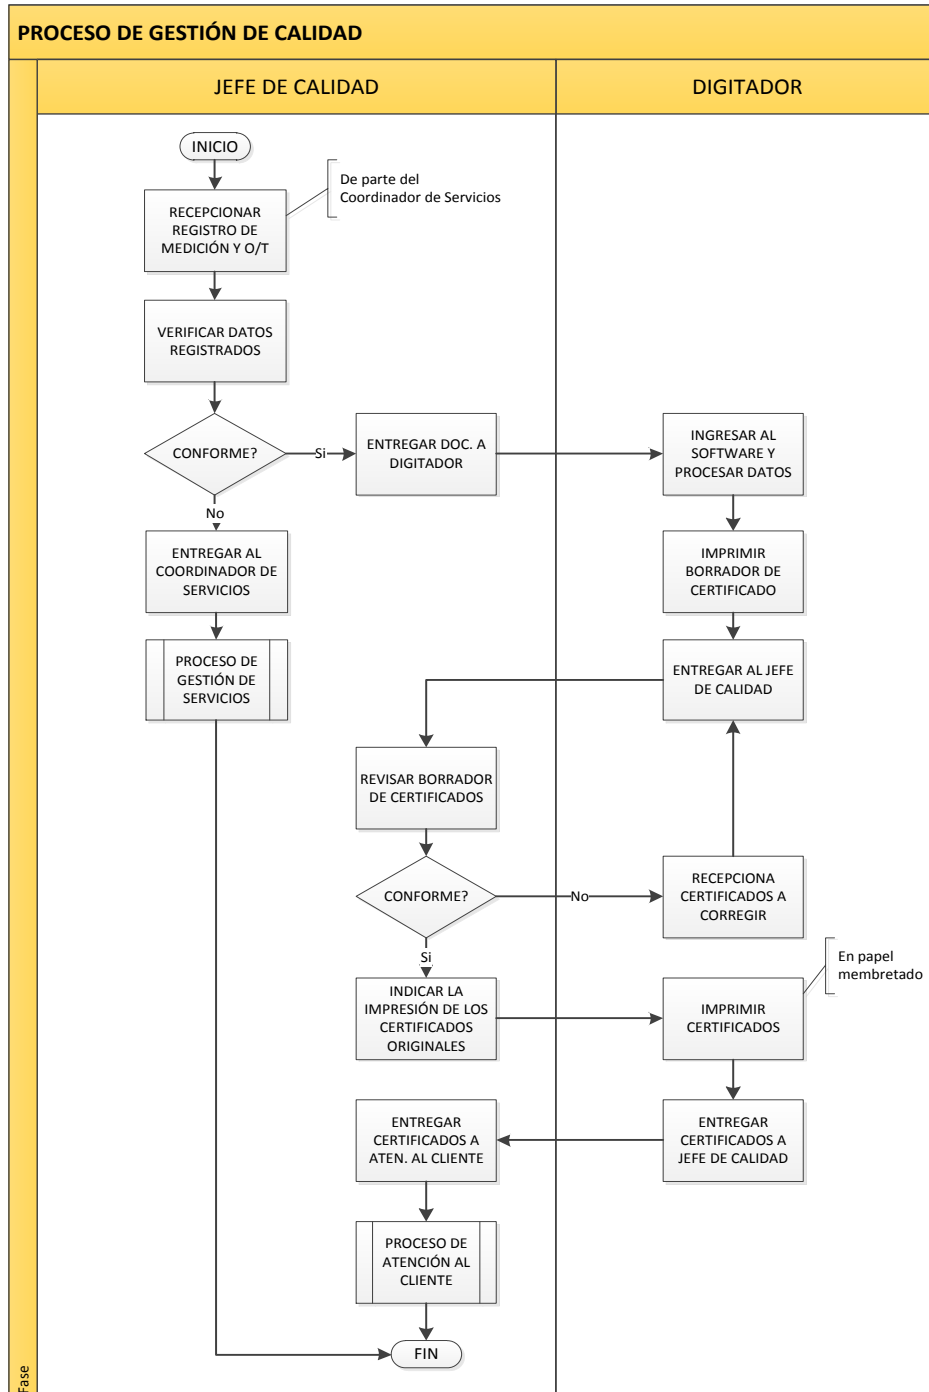 PROCESO DE GESTIÓN DE CALIDAD
JEFE DE CALIDAD
DIGITADOR
INICIO
De parte del
Coordinador de Servicios
RECEPCIONAR
REGISTRO DE
MEDICIÓN Y O/T
VERIFICAR DATOS
REGISTRADOS
CONFORME?
Si
ENTREGAR DOC. A
DIGITADOR
INGRESAR AL
SOFTWARE Y
PROCESAR DATOS
No
ENTREGAR AL
COORDINADOR DE
SERVICIOS
IMPRIMIR
BORRADOR DE
CERTIFICADO
PROCESO DE
GESTIÓN DE
SERVICIOS
ENTREGAR AL JEFE
DE CALIDAD
REVISAR BORRADOR
DE CERTIFICADOS
CONFORME?
No
RECEPCIONA
CERTIFICADOS A
CORREGIR
Si
En papel
membretado
INDICAR LA
IMPRESIÓN DE LOS
CERTIFICADOS
ORIGINALES
IMPRIMIR
CERTIFICADOS
ENTREGAR
CERTIFICADOS A
ATEN. AL CLIENTE
ENTREGAR
CERTIFICADOS A
JEFE DE CALIDAD
PROCESO DE
ATENCIÓN AL
CLIENTE
FIN
Fase